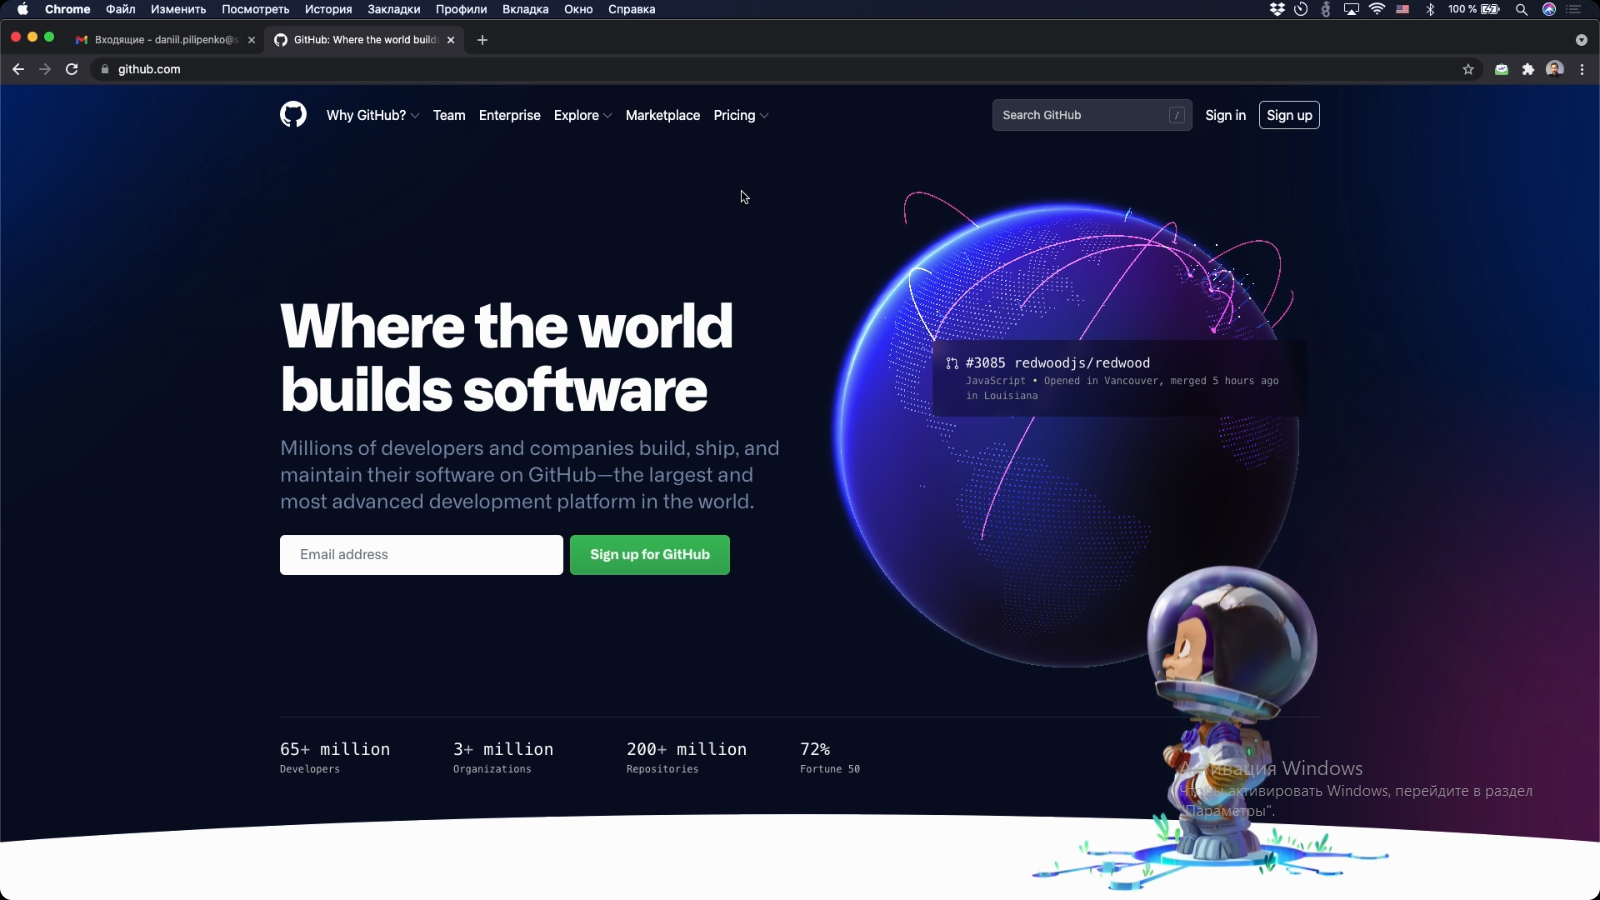 Chrome Файл Изменить Посмотреть История Закладки Профили Вкладка Окно Справка 100 %
Входящие - daniil.pilipenko@ GitHub: Where the world builds
github.com
Why GitHub? Team Enterprise Explore Marketplace Pricing Search GitHub / Sign in Sign up
Where the world
builds software
Millions of developers and companies build, ship, and
maintain their software on GitHub—the largest and
most advanced development platform in the world.
Email address Sign up for GitHub
#3085 redwoodjs/redwood
JavaScript • Opened in Vancouver, merged 5 hours ago
in Louisiana
65+ million 3+ million 200+ million 72%
Developers Organizations Repositories Fortune 50
Активация Windows
Чтобы активировать Windows, перейдите в раздел
"Параметры".